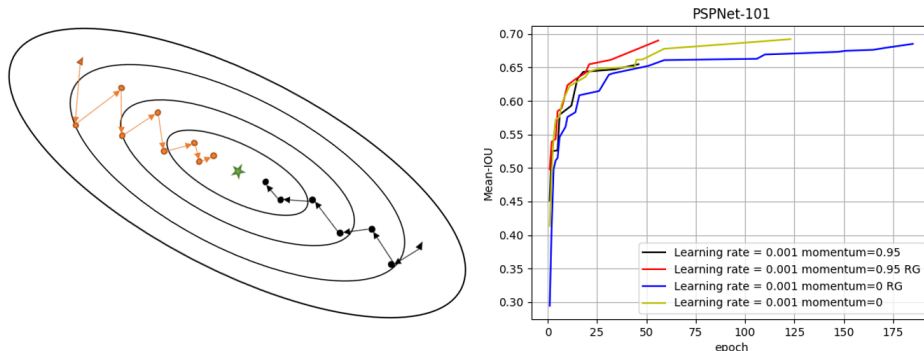 PSPNet-101
Mean-IOU
0.70
0.65
0.60
0.55
0.50
0.45
0.40
0.35
0.30
Learning rate = 0.001 momentum=0.95
Learning rate = 0.001 momentum=0.95 RG
Learning rate = 0.001 momentum=0 RG
Learning rate = 0.001 momentum=0
0 25 50 75 100 125 150 175
epoch